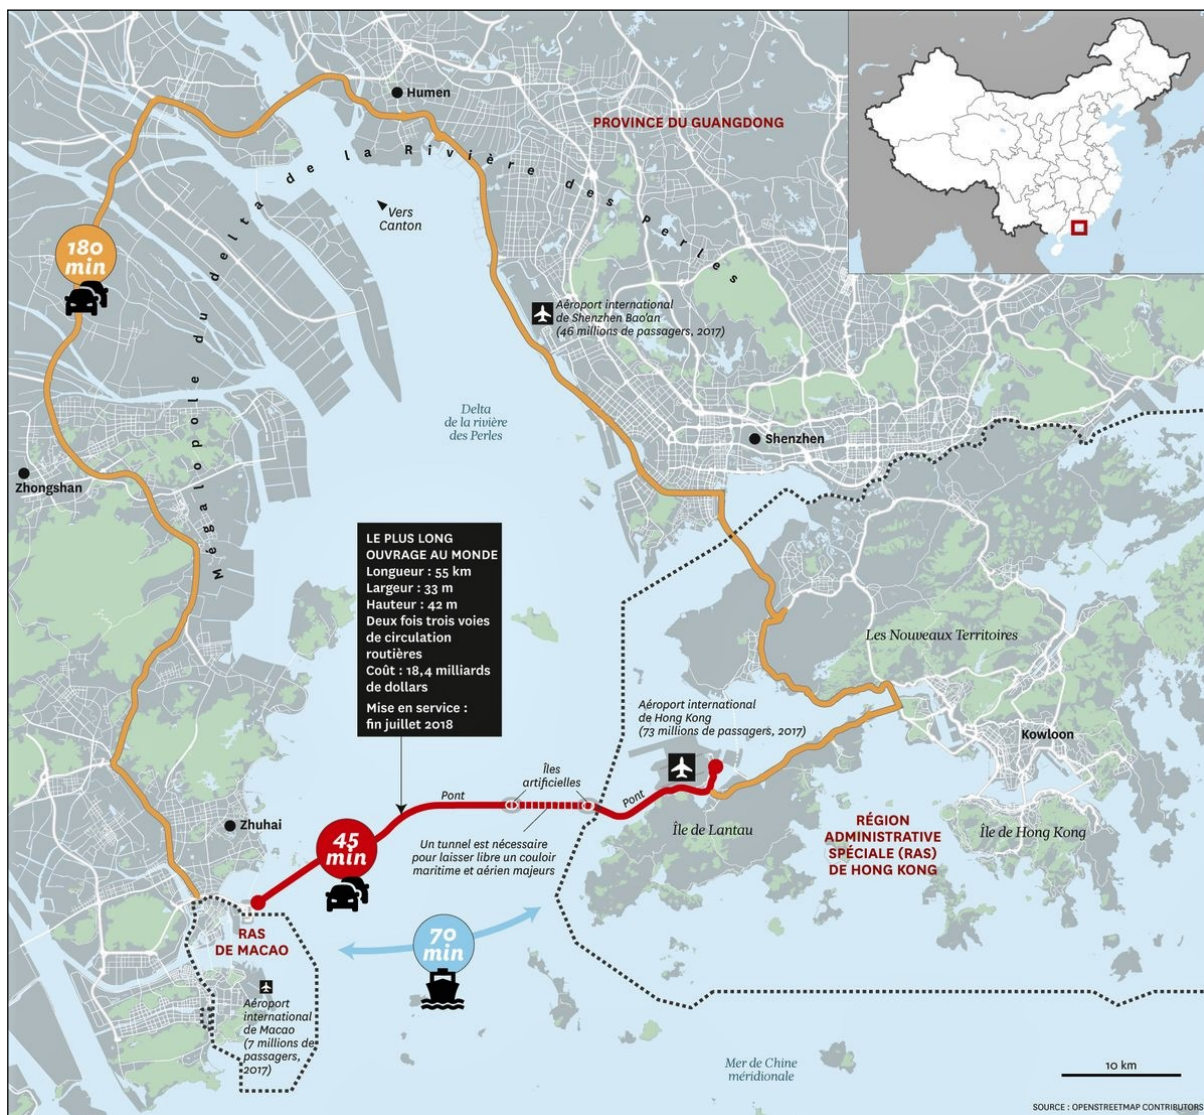 Humen
PROVINCE DU GUANGDONG
Mégalopole du delta de la Rivière des Perles
Vers
Canton
180
min
Aéroport international
de Shenzhen Bao'an
(46 millions de passagers, 2017)
Delta
de la rivière
des Perles
Shenzhen
Zhongshan
LE PLUS LONG
OUVRAGE AU MONDE
Longueur : 55 km
Largeur : 33 m
Hauteur : 42 m
Deux fois trois voies
de circulation
routières
Coût : 18,4 milliards
de dollars
Mise en service :
fin juillet 2018
Les Nouveaux Territoires
Aéroport international
de Hong Kong
(73 millions de passagers, 2017)
Kowloon
Îles
artificielles
Pont
Pont
Zhuhai
Île de Lantau
45
min
Un tunnel est nécessaire
pour laisser libre un couloir
maritime et aérien majeurs
RÉGION
ADMINISTRATIVE
SPÉCIALE (RAS)
DE HONG KONG
Île de Hong Kong
RAS
DE MACAO
70
min
Aéroport
international
de Macao
(7 millions de
passagers,
2017)
Mer de Chine
méridionale
10 km
SOURCE : OPENSTREETMAP CONTRIBUTORS